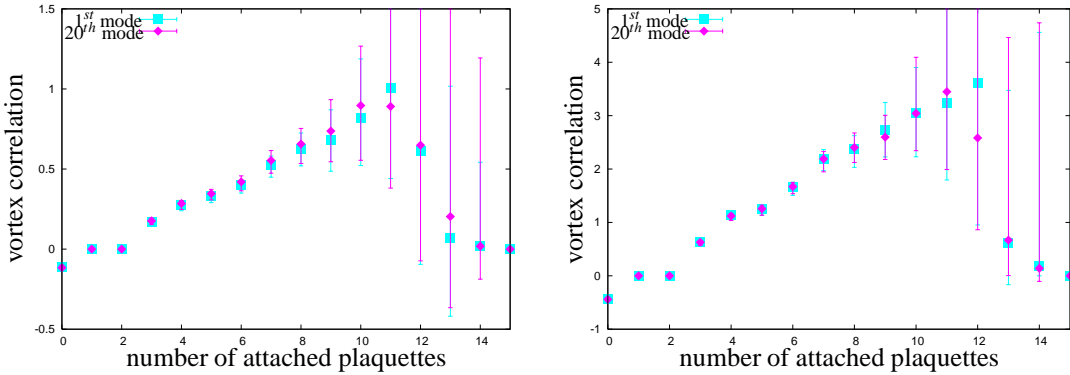 1.5
1
0.5
0
-0.5
0 2 4 6 8 10 12 14
vortex correlation
number of attached plaquettes
1st mode
20th mode
5
4
3
2
1
0
-1
0 2 4 6 8 10 12 14
vortex correlation
number of attached plaquettes
1st mode
20th mode